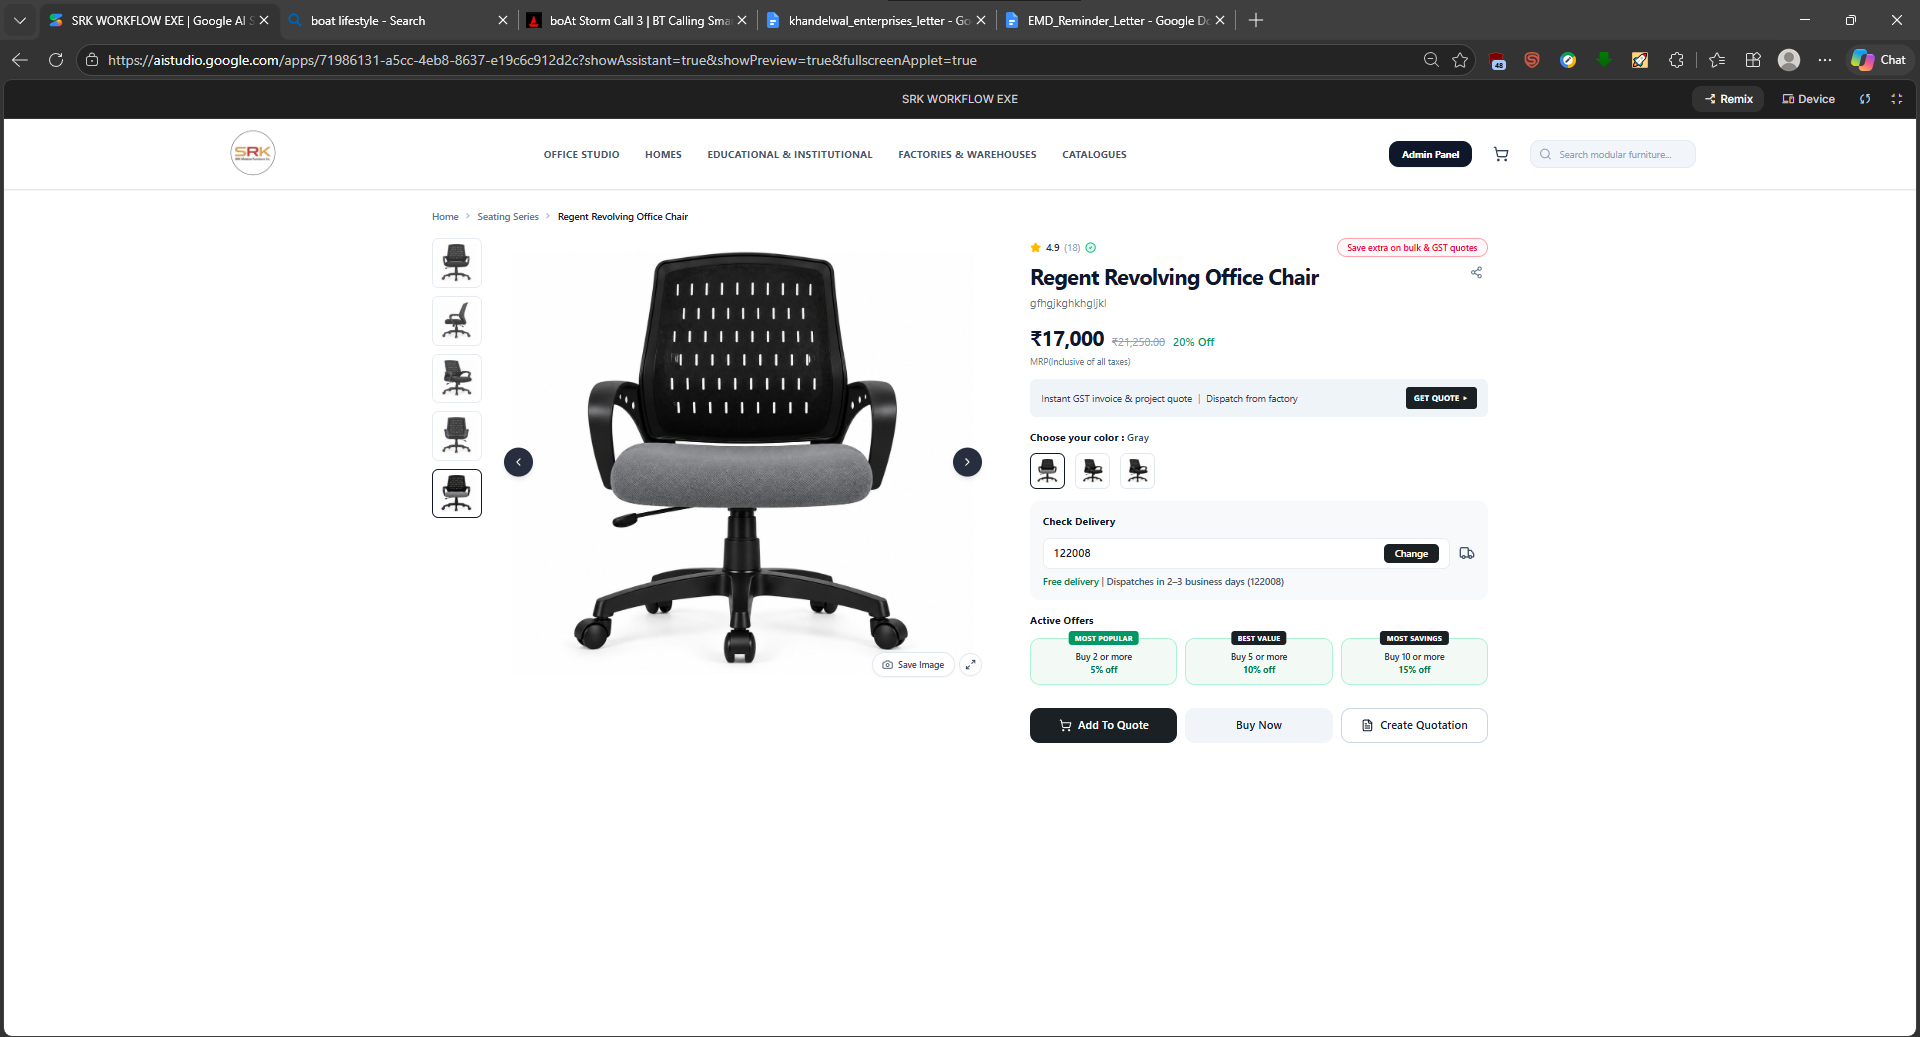 SRK WORKFLOW EXE | Google AI S
boat lifestyle - Search
boAt Storm Call 3 | BT Calling Sma
khandelwal_enterprises_letter - Go
EMD_Reminder_Letter - Google Do
https://aistudio.google.com/apps/71986131-a5cc-4eb8-8637-e19c6c912d2c?showAssistant=true&showPreview=true&fullscreenApplet=true
48
Chat
SRK WORKFLOW EXE
Remix
Device
SRK
OFFICE STUDIO
HOMES
EDUCATIONAL & INSTITUTIONAL
FACTORIES & WAREHOUSES
CATALOGUES
Admin Panel
Search modular furniture...
Home > Seating Series > Regent Revolving Office Chair
4.9 (18)
Save extra on bulk & GST quotes
Regent Revolving Office Chair
gfhgjkghkhgljkl
₹17,000 ₹21,250.00 20% Off
MRP(Inclusive of all taxes)
Instant GST invoice & project quote | Dispatch from factory
GET QUOTE
Choose your color : Gray
Check Delivery
122008
Change
Free delivery | Dispatches in 2–3 business days (122008)
Save Image
Active Offers
MOST POPULAR
Buy 2 or more
5% off
BEST VALUE
Buy 5 or more
10% off
MOST SAVINGS
Buy 10 or more
15% off
Add To Quote
Buy Now
Create Quotation